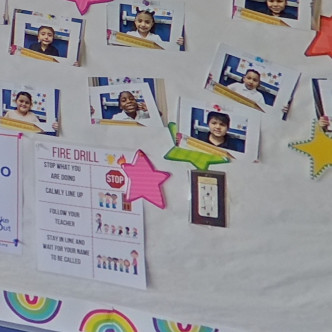 FIRE DRILL
STOP WHAT YOU
ARE DOING
STOP
CALMLY LINE UP
FOLLOW YOUR
TEACHER
STAY IN LINE AND
WAIT FOR YOUR NAME
TO BE CALLED